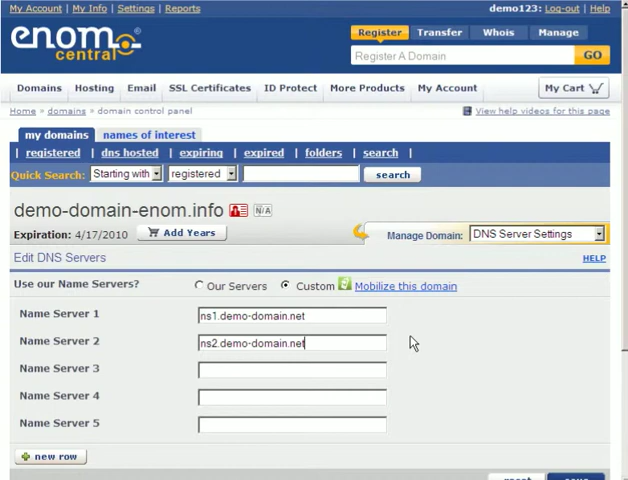 My Account | My Info | Settings | Reports
demo123: Log-out | Help
enom central
Register Transfer Whois Manage
Register A Domain GO
Domains Hosting Email SSL Certificates ID Protect More Products My Account My Cart
Home » domains » domain control panel
View help videos for this page
my domains names of interest
| registered | dns hosted | expiring | expired | folders | search |
Quick Search: Starting with registered search
demo-domain-enom.info N/A
Expiration: 4/17/2010 Add Years
Manage Domain: DNS Server Settings
Edit DNS Servers HELP
Use our Name Servers? Our Servers Custom Mobilize this domain
Name Server 1 ns1.demo-domain.net
Name Server 2 ns2.demo-domain.net
Name Server 3
Name Server 4
Name Server 5
new row
reset save